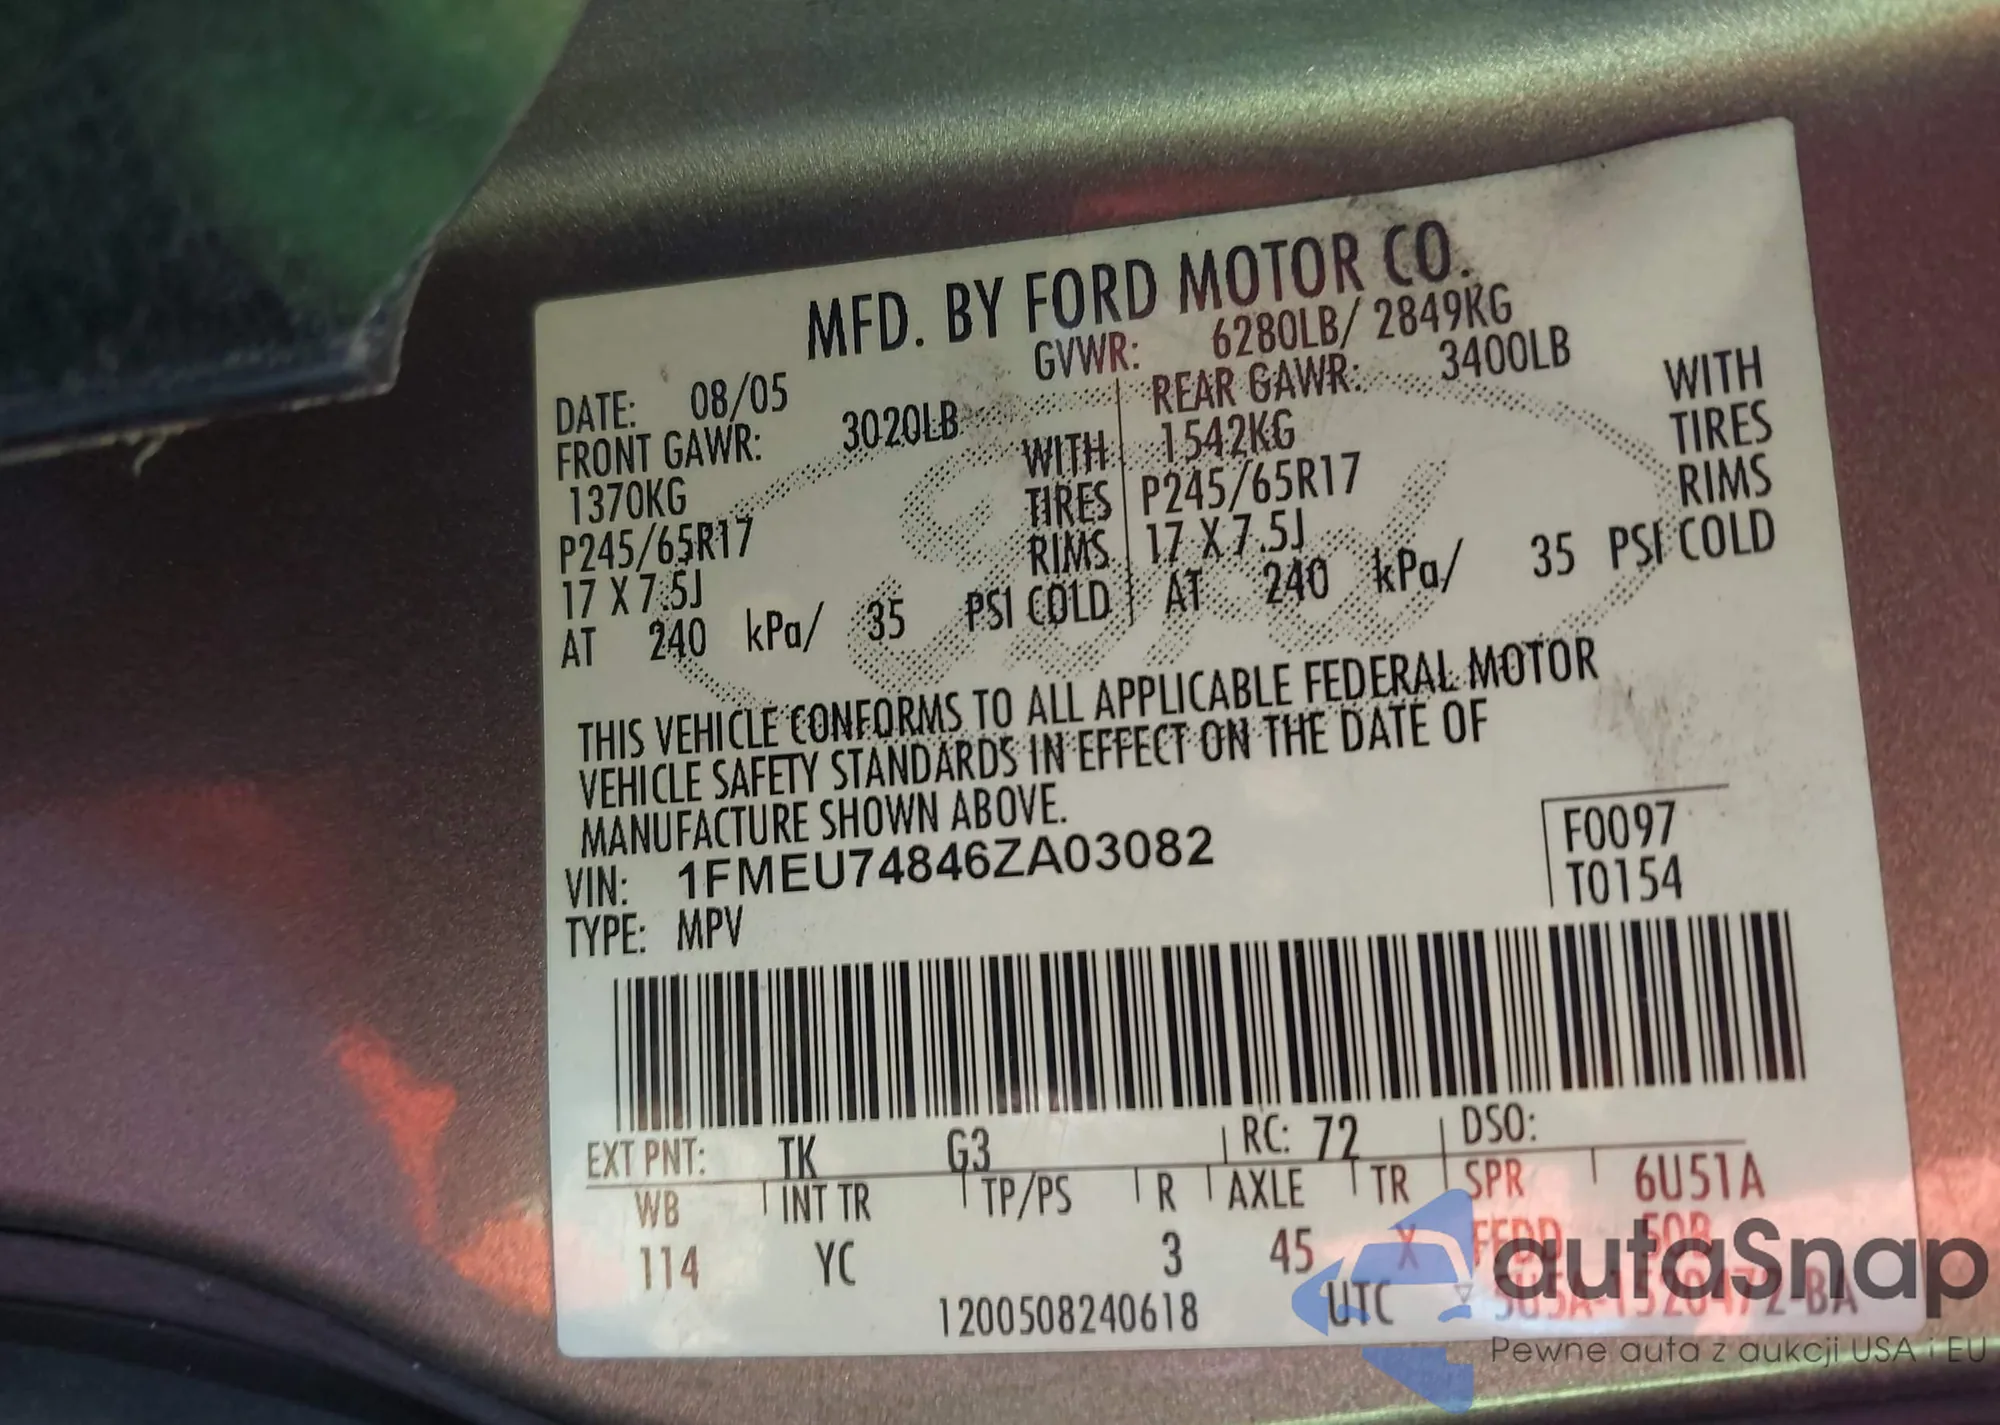 MFD. BY FORD MOTOR CO.
DATE: 08/05 GVWR: 6280LB/ 2849KG
FRONT GAWR: 3020LB REAR GAWR: 3400LB
1370KG WITH 1542KG WITH
P245/65R17 TIRES P245/65R17 TIRES
17 X 7.5J RIMS 17 X 7.5J RIMS
AT 240 kPa/ 35 PSI COLD AT 240 kPa/ 35 PSI COLD
THIS VEHICLE CONFORMS TO ALL APPLICABLE FEDERAL MOTOR
VEHICLE SAFETY STANDARDS IN EFFECT ON THE DATE OF
MANUFACTURE SHOWN ABOVE.
VIN: 1FMEU74846ZA03082 F0097
TYPE: MPV T0154
EXT PNT: TK G3 RC: 72 DSO:
WB INT TR TP/PS R AXLE TR SPR 6U51A
114 YC 3 45 X FEDD 50B
1200508240618 UTC
autaSnap
Pewne auta z aukcji USA i EU